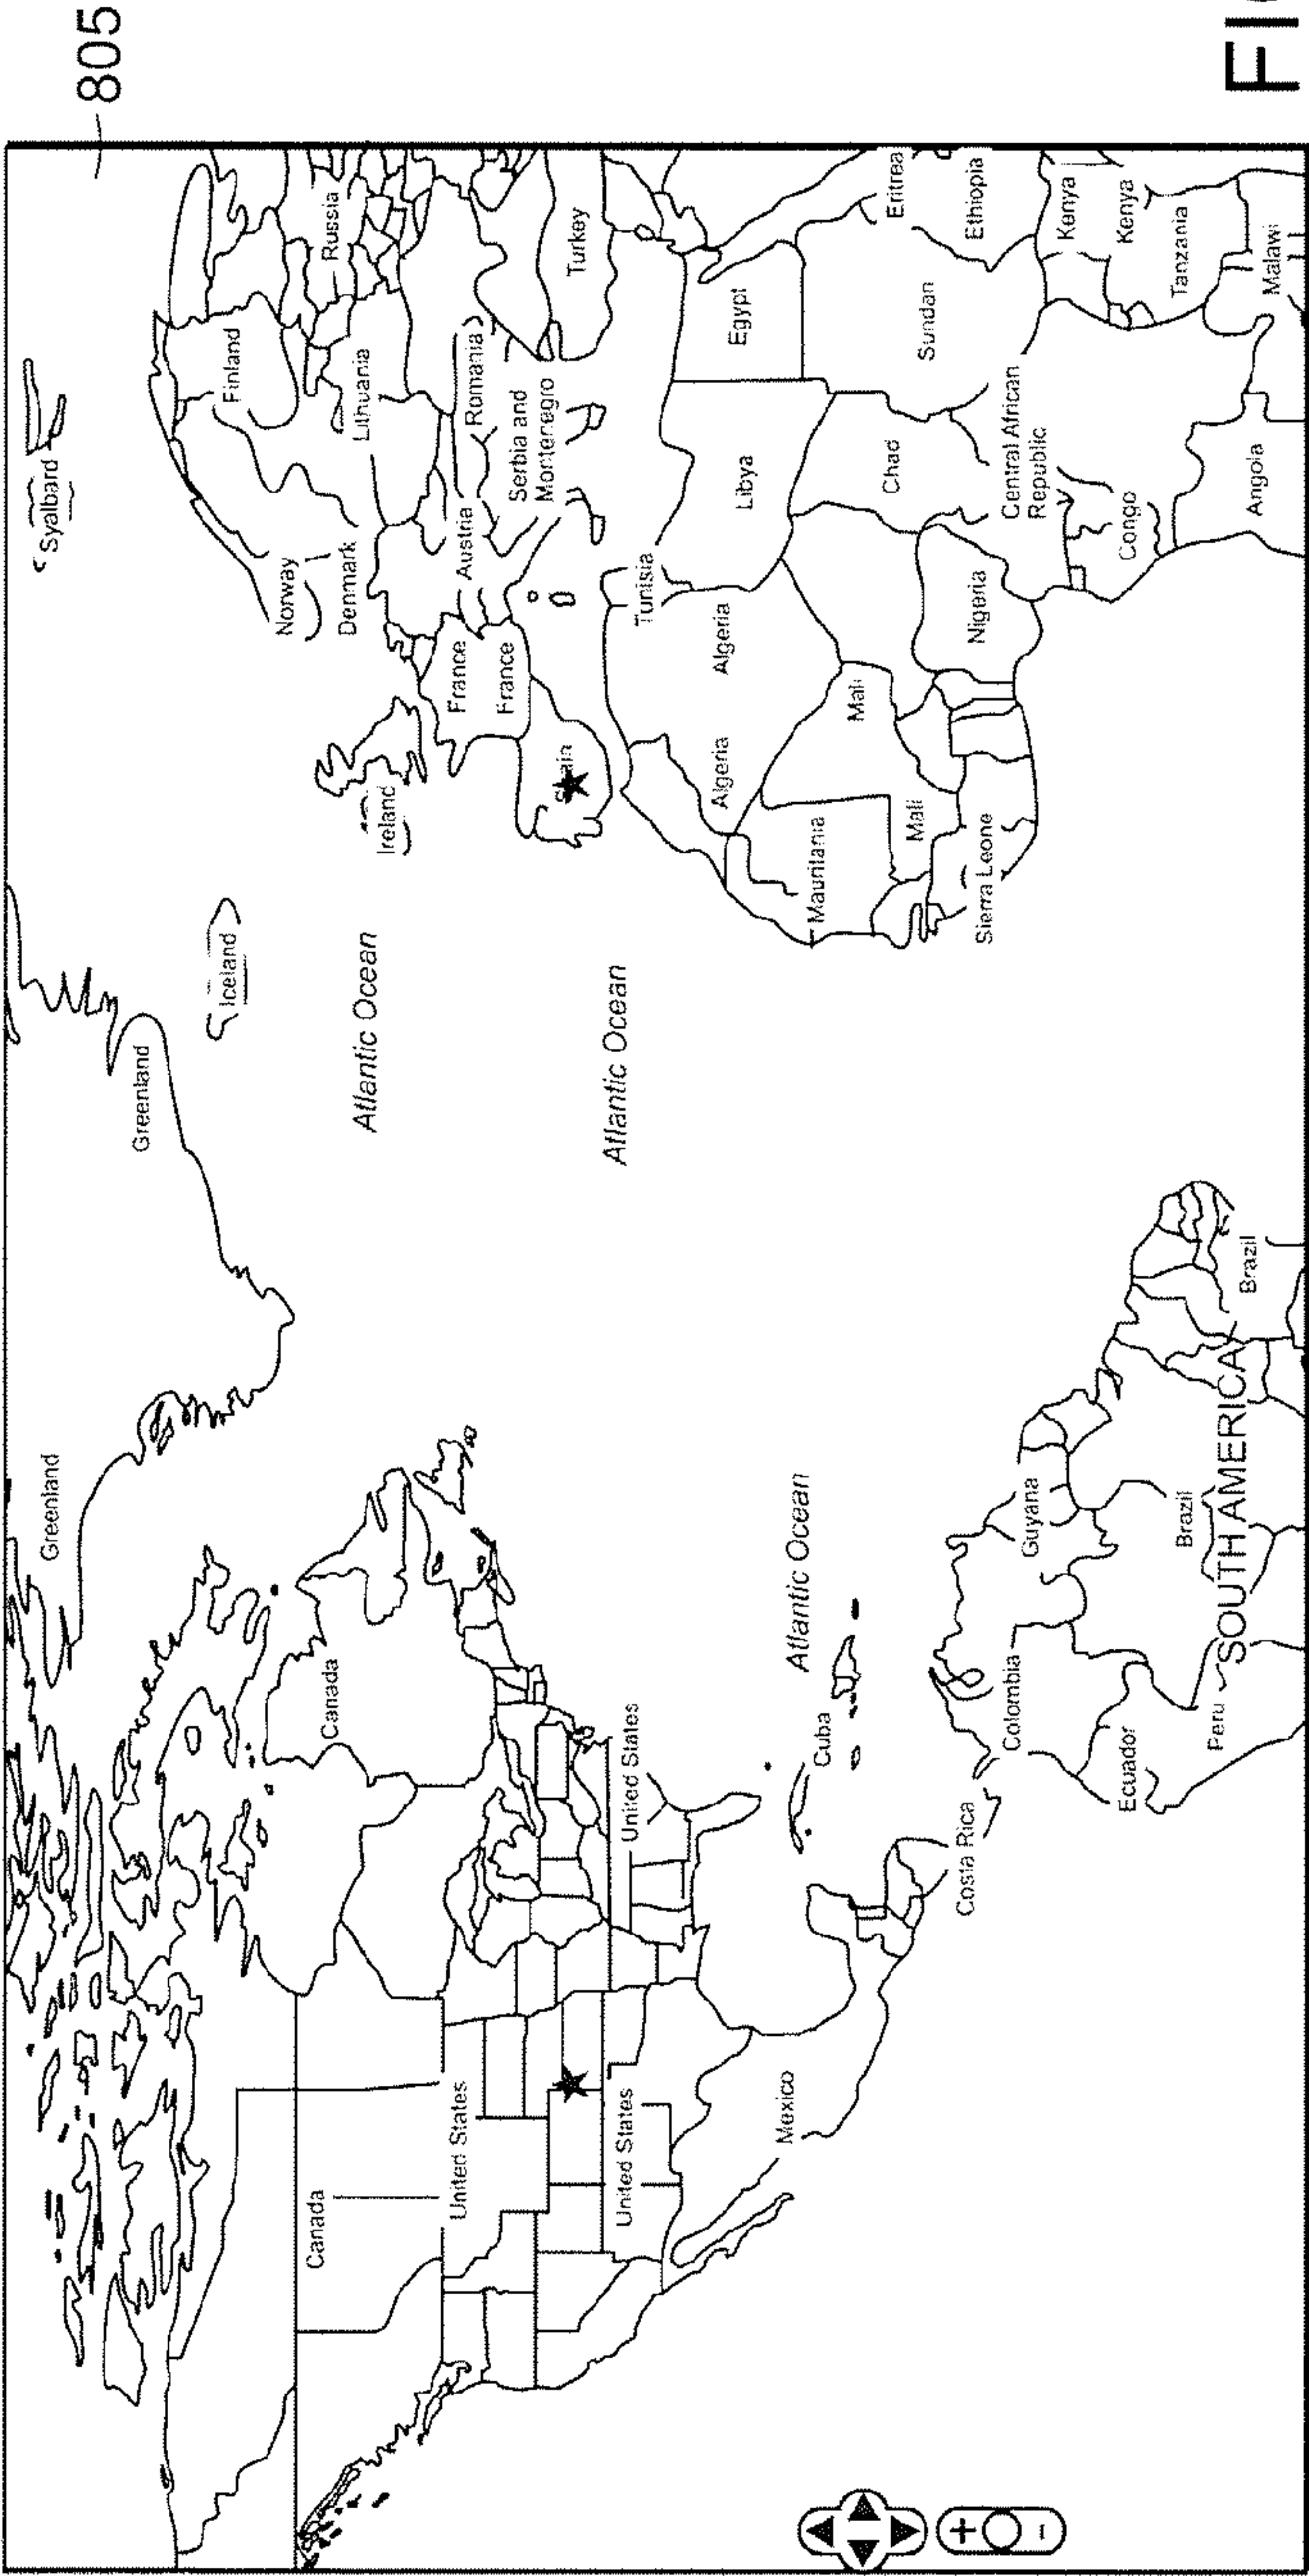 Greenland
Syalbard
805
Greenland
Iceland
Finland
Norway
Canada
Canada
Russia
Denmark
Lithuania
Atlantic Ocean
Ireland
United States
France
Austria
Romania
France
Serbia and
Montenegro
Spain
Turkey
Atlantic Ocean
United States
United States
Tunisia
Algeria
Algeria
Libya
Egypt
Mexico
Atlantic Ocean
Cuba
Mauritania
Mali
Chad
Eritrea
Mali
Sundan
+
Costa Rica
Sierra Leone
Nigeria
Ethiopia
Colombia
Central African
Republic
Guyana
-
Kenya
Ecuador
Congo
Kenya
Brazil
Tanzania
Peru
SOUTH AMERICA
Brazil
Angola
Malawi